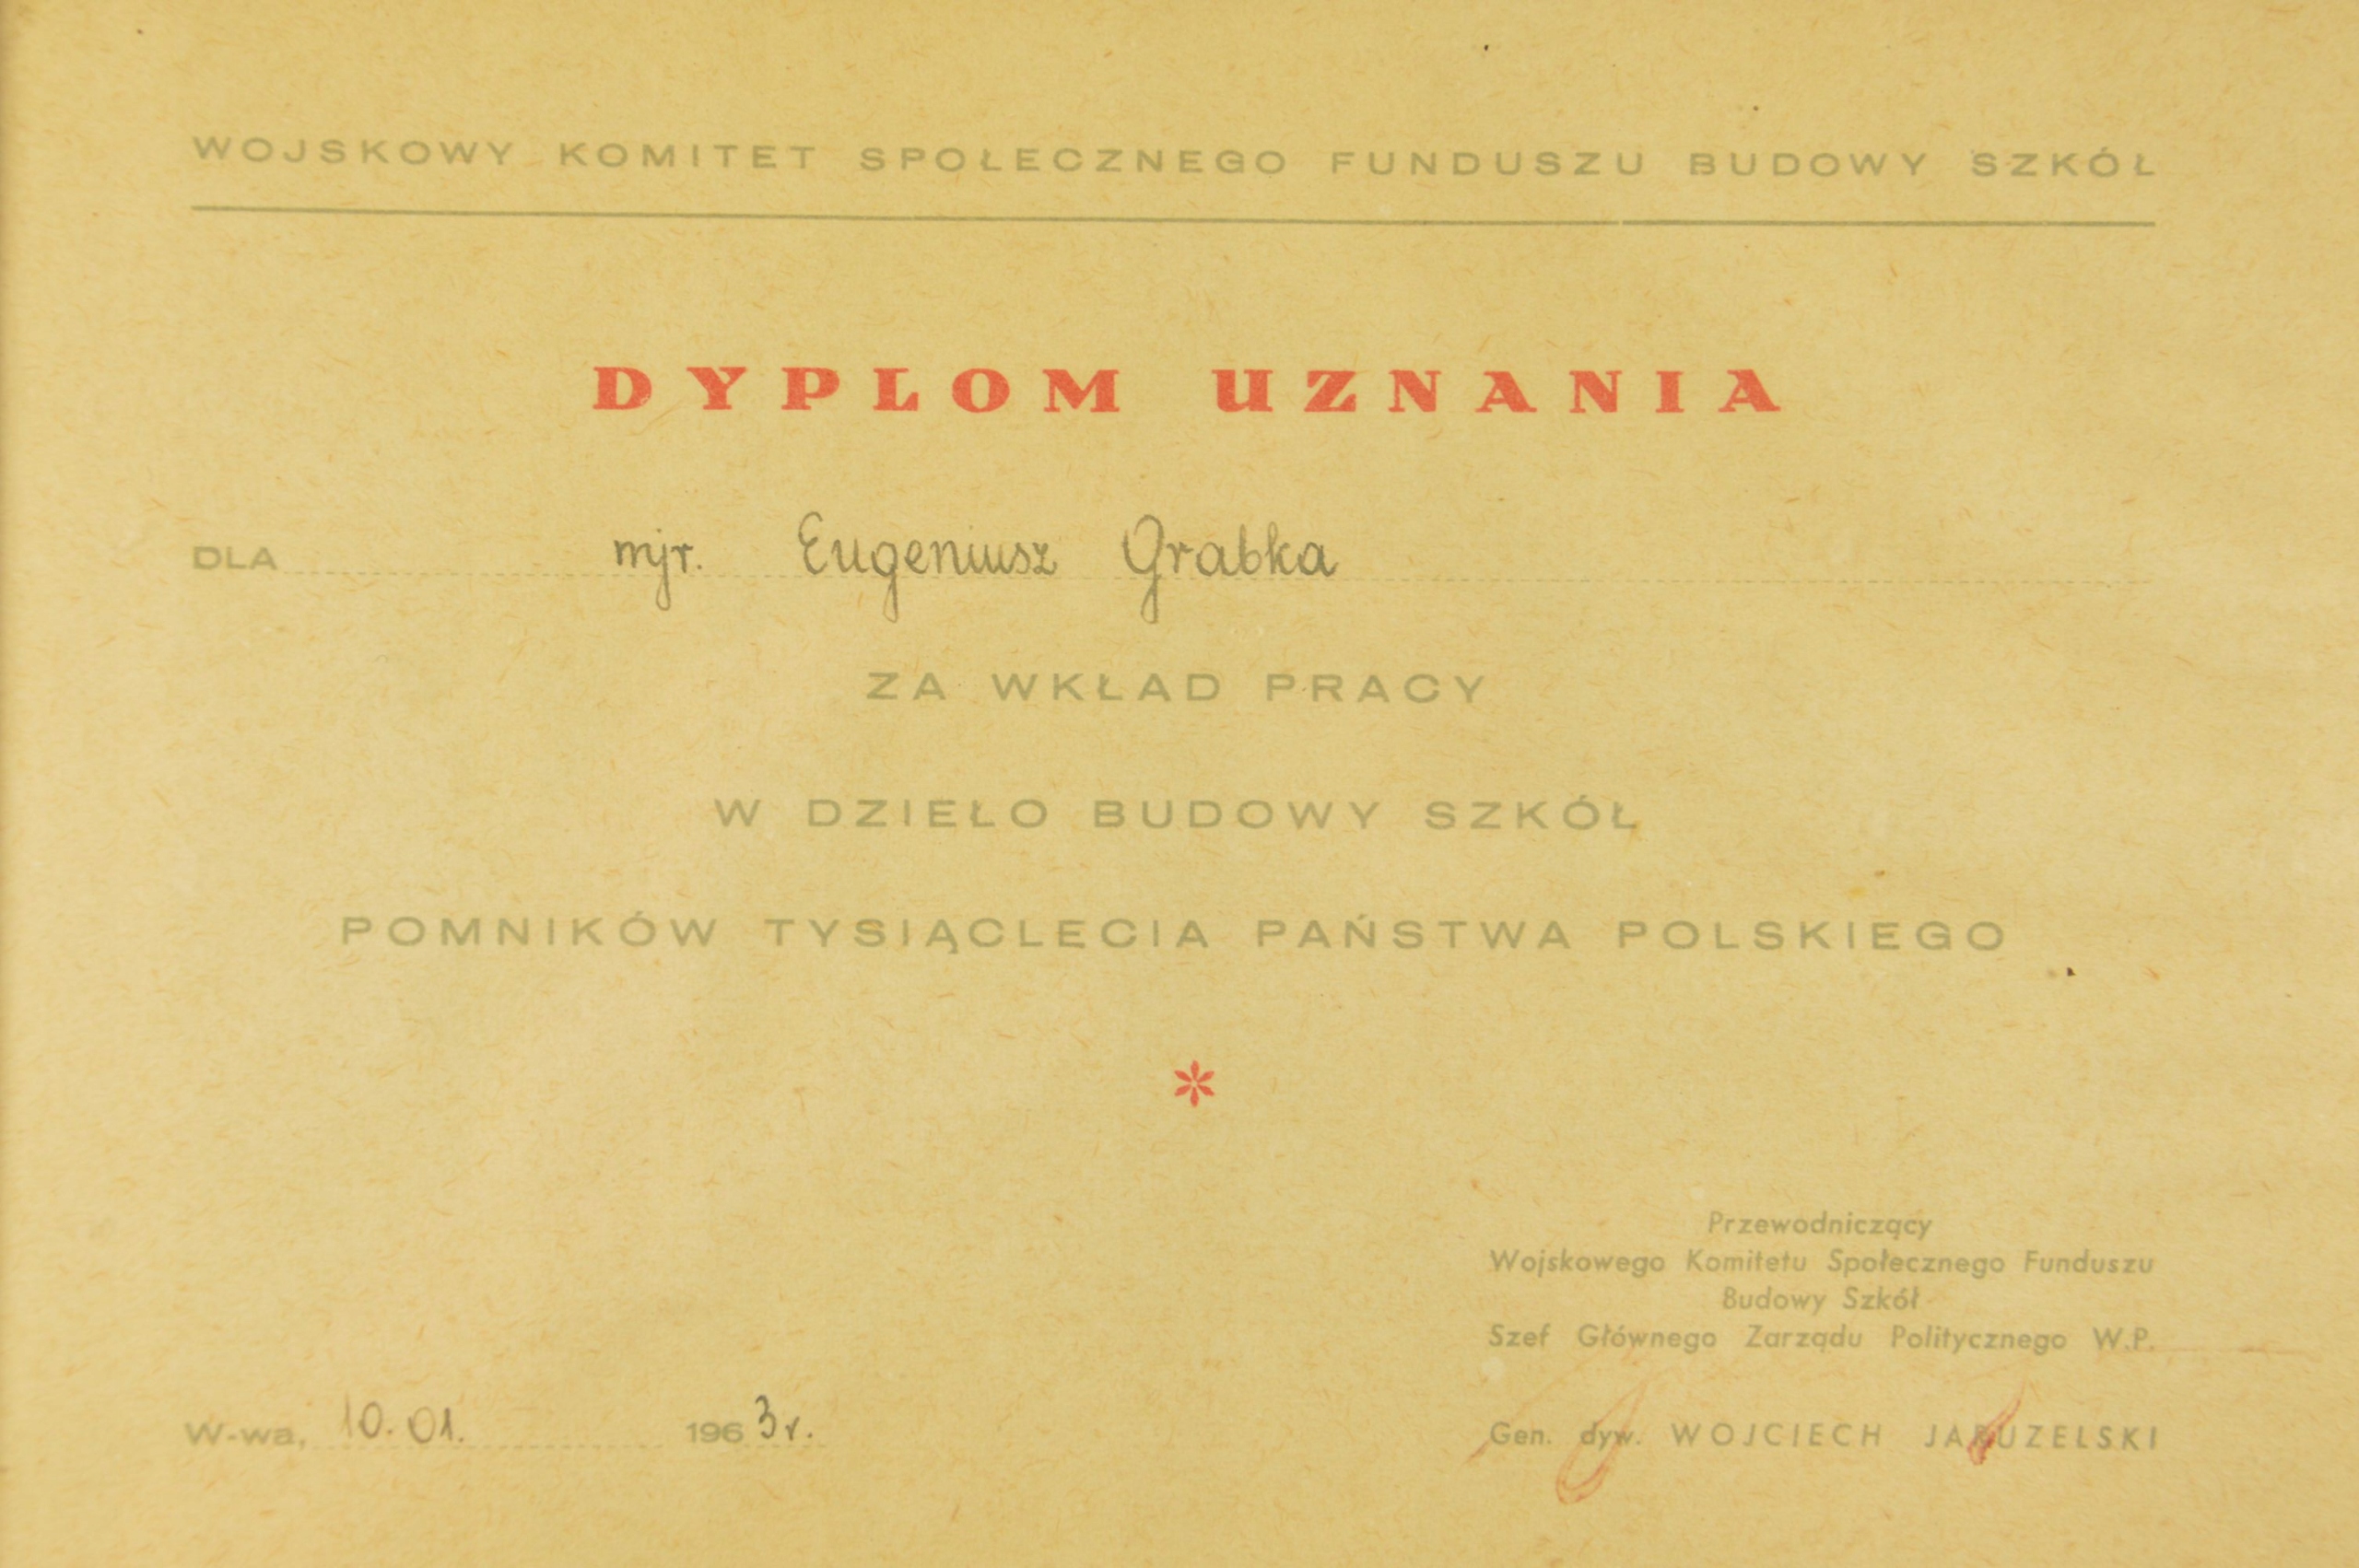 WOJSKOWY KOMITET SPOŁECZNEGO FUNDUSZU BUDOWY SZKÓŁ
DYPLOM UZNANIA
DLA mjr. Eugeniusz Grabka
ZA WKŁAD PRACY
W DZIEŁO BUDOWY SZKÓŁ
POMNIKÓW TYSIĄCLECIA PAŃSTWA POLSKIEGO
*
Przewodniczący
Wojskowego Komitetu Społecznego Funduszu
Budowy Szkół
Szef Głównego Zarządu Politycznego W.P.
W-wa, 10.01. 1963r.
Gen. dyw. WOJCIECH JARUZELSKI